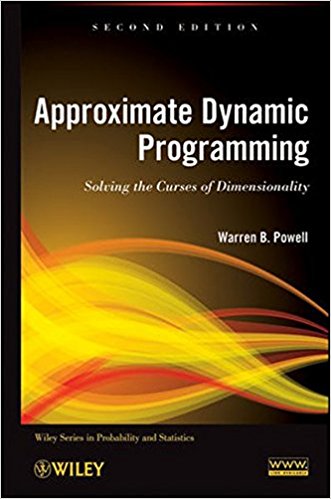 SECOND EDITION
Approximate Dynamic
Programming
Solving the Curses of Dimensionality
Warren B. Powell
Wiley Series in Probability and Statistics
WILEY
WWW.